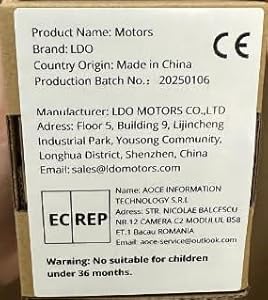 Product Name: Motors
Brand: LDO
Country Origin: Made in China
Production Batch No.: 20250106
CE
Manufacturer: LDO MOTORS CO.,LTD
Adress: Floor 5, Building 9, Lijincheng
Industrial Park, Yousong Community,
Longhua District, Shenzhen, China
Email: sales@ldomotors.com
EC REP
Name: AOCE INFORMATION
TECHNOLOGY S.R.L
Adress: STR. NICOLAE BALCESCU
NR.12 CAMERA C2 MODULUL BS8
ET.1 Bacau ROMANIA
Email: aoce-service@outlook.com
Warning: No suitable for children
under 36 months.